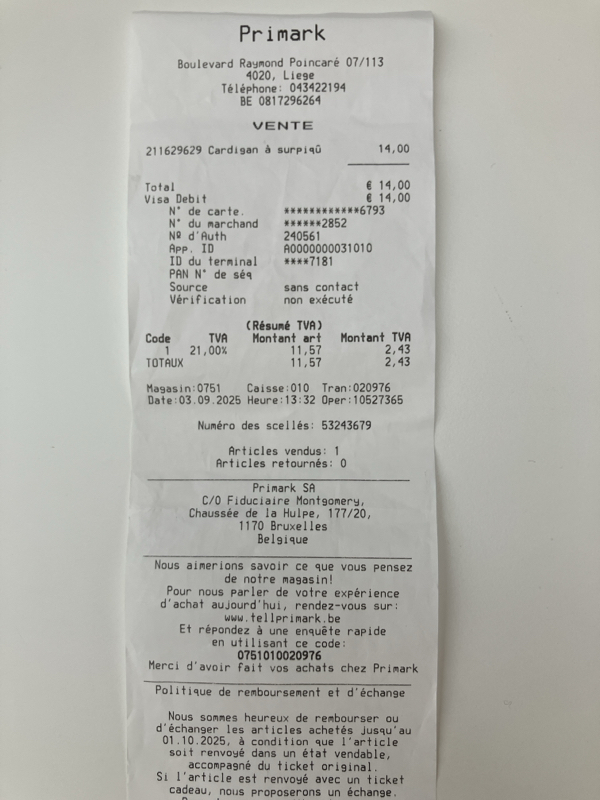 Primark
Boulevard Raymond Poincaré 07/113
4020, Liege
Téléphone: 043422194
BE 0817296264
VENTE
211629629 Cardigan à surpiqû 14,00
Total € 14,00
Visa Debit € 14,00
N° de carte. ************6793
N° du marchand ******2852
Nº d'Auth 240561
App. ID A0000000031010
ID du terminal ****7181
PAN N° de séq
Source sans contact
Vérification non exécuté
(Résumé TVA)
Code TVA Montant art Montant TVA
1 21,00% 11,57 2,43
TOTAUX 11,57 2,43
Magasin:0751 Caisse:010 Tran:020976
Date:03.09.2025 Heure:13:32 Oper:10527365
Numéro des scellés: 53243679
Articles vendus: 1
Articles retournés: 0
Primark SA
C/O Fiduciaire Montgomery,
Chaussée de la Hulpe, 177/20,
1170 Bruxelles
Belgique
Nous aimerions savoir ce que vous pensez
de notre magasin!
Pour nous parler de votre expérience
d'achat aujourd'hui, rendez-vous sur:
www.tellprimark.be
Et répondez à une enquête rapide
en utilisant ce code:
0751010020976
Merci d'avoir fait vos achats chez Primark
Politique de remboursement et d'échange
Nous sommes heureux de rembourser ou
d'échanger les articles achetés jusqu'au
01.10.2025, à condition que l'article
soit renvoyé dans un état vendable,
accompagné du ticket original.
Si l'article est renvoyé avec un ticket
cadeau, nous proposerons un échange.